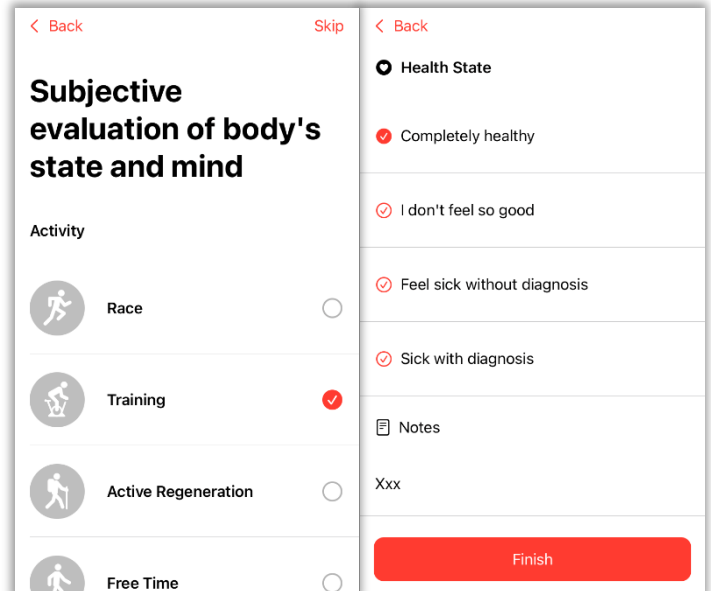 Back
Skip
Subjective
evaluation of body's
state and mind
Activity
Race
Training
Active Regeneration
Free Time
Back
Health State
Completely healthy
I don't feel so good
Feel sick without diagnosis
Sick with diagnosis
Notes
Xxx
Finish